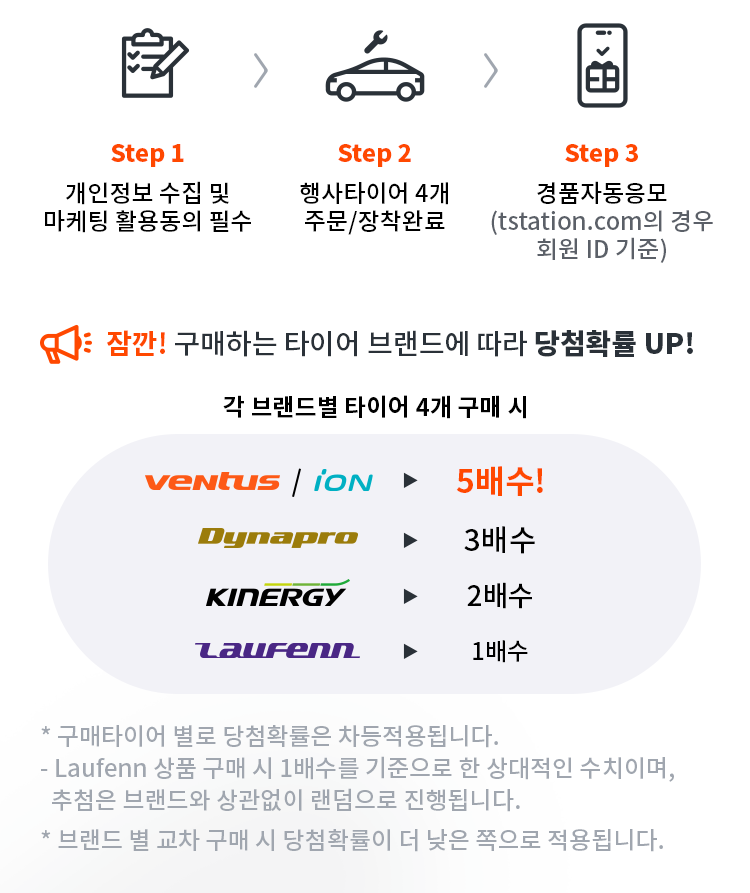 Step 1
개인정보 수집 및
마케팅 활용동의 필수
Step 2
행사타이어 4개
주문/장착완료
Step 3
경품자동응모
(tstation.com의 경우
회원 ID 기준)
잠깐! 구매하는 타이어 브랜드에 따라 당첨확률 UP!
각 브랜드별 타이어 4개 구매 시
ventus / iON ▶ 5배수!
Dynapro ▶ 3배수
KINERGY ▶ 2배수
Laufenn ▶ 1배수
* 구매타이어 별로 당첨확률은 차등적용됩니다.
- Laufenn 상품 구매 시 1배수를 기준으로 한 상대적인 수치이며,
추첨은 브랜드와 상관없이 랜덤으로 진행됩니다.
* 브랜드 별 교차 구매 시 당첨확률이 더 낮은 쪽으로 적용됩니다.